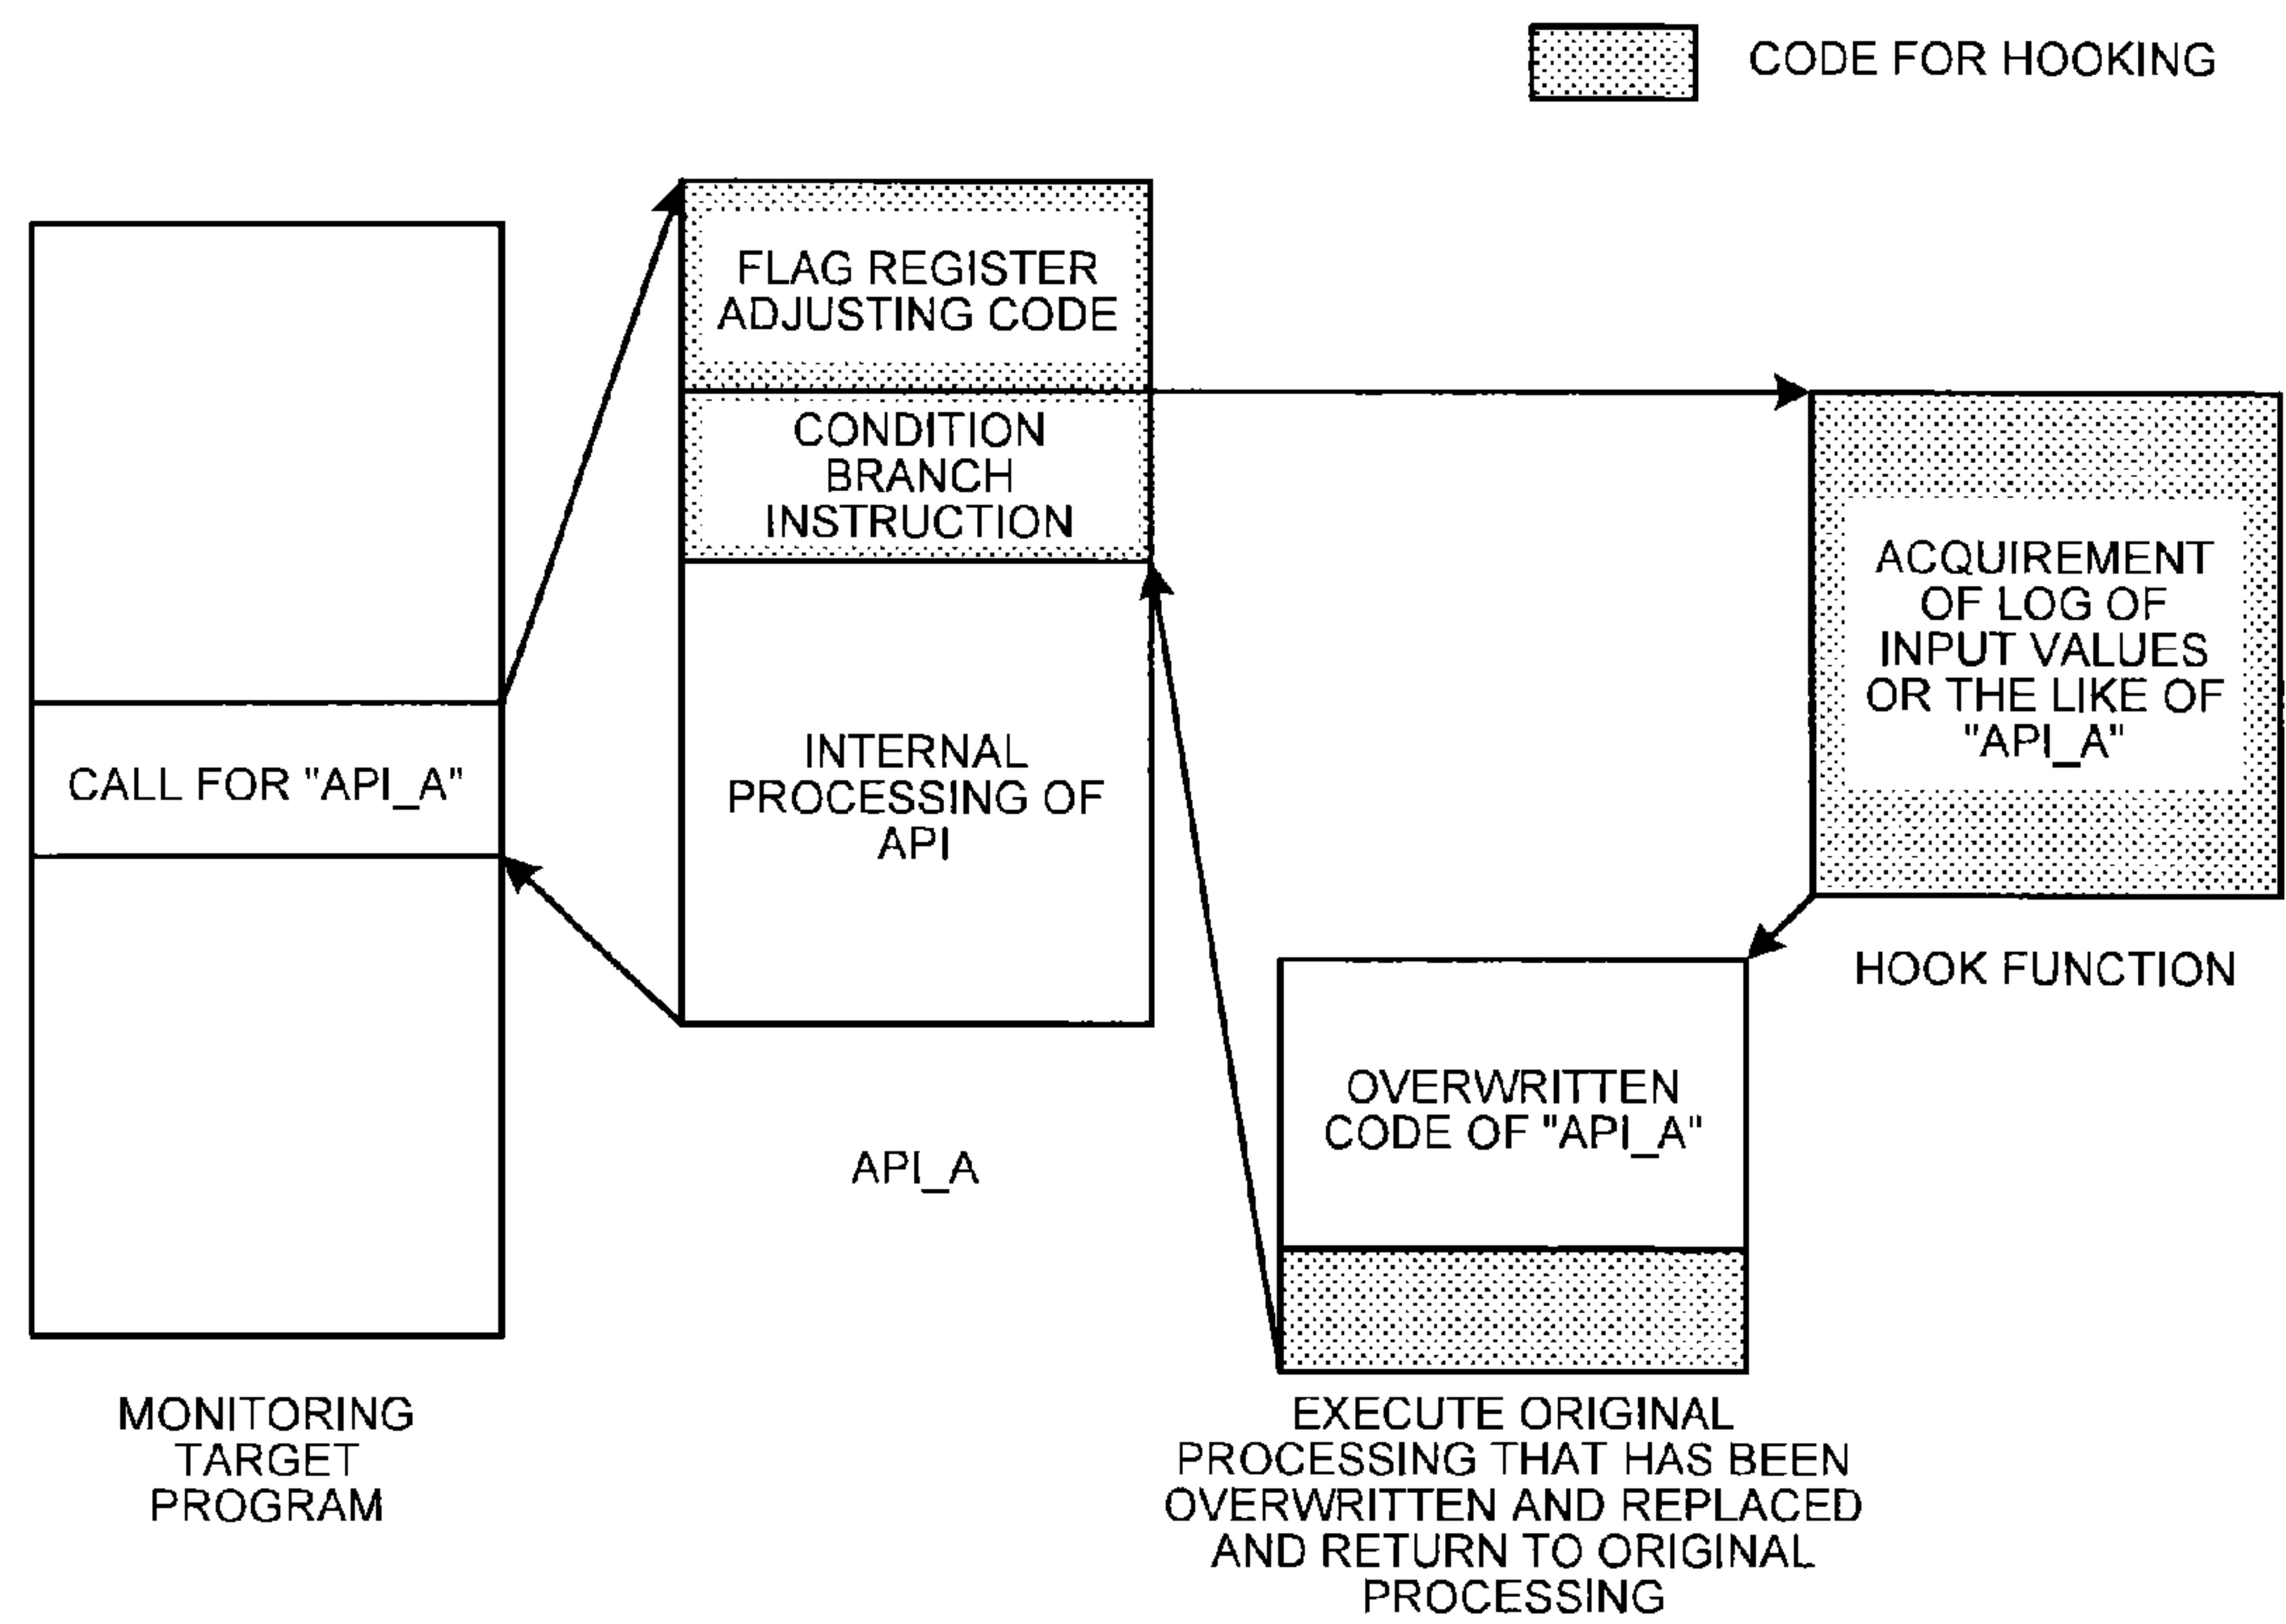 CODE FOR HOOKING
FLAG REGISTER
ADJUSTING CODE
CONDITION
BRANCH
INSTRUCTION
INTERNAL
PROCESSING OF
API
CALL FOR "API_A"
ACQUIREMENT
OF LOG OF
INPUT VALUES
OR THE LIKE OF
"API_A"
HOOK FUNCTION
OVERWRITTEN
CODE OF "API_A"
API_A
MONITORING
TARGET
PROGRAM
EXECUTE ORIGINAL
PROCESSING THAT HAS BEEN
OVERWRITTEN AND REPLACED
AND RETURN TO ORIGINAL
PROCESSING